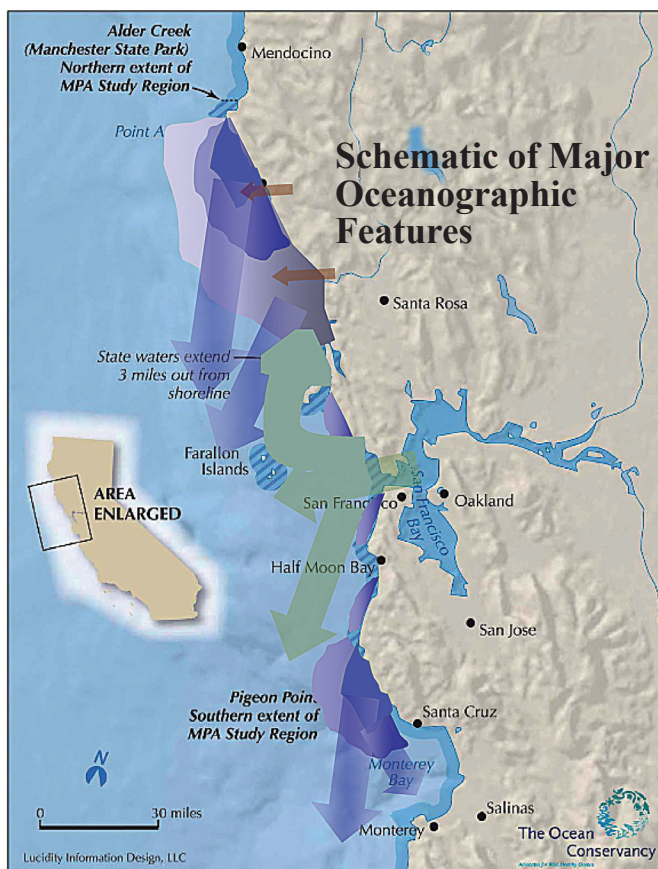 Alder Creek
(Manchester State Park)
Northern extent of
MPA Study Region
Mendocino
Point A
Schematic of Major
Oceanographic
Features
Santa Rosa
State waters extend
3 miles out from
shoreline
Farallon
Islands
AREA
ENLARGED
San Francisco
Oakland
San Francisco
Bay
Half Moon Bay
San Jose
Pigeon Point
Southern extent of
MPA Study Region
Santa Cruz
Monterey
Bay
N
0 30 miles
Salinas
Monterey
The Ocean
Conservancy
Lucidity Information Design, LLC